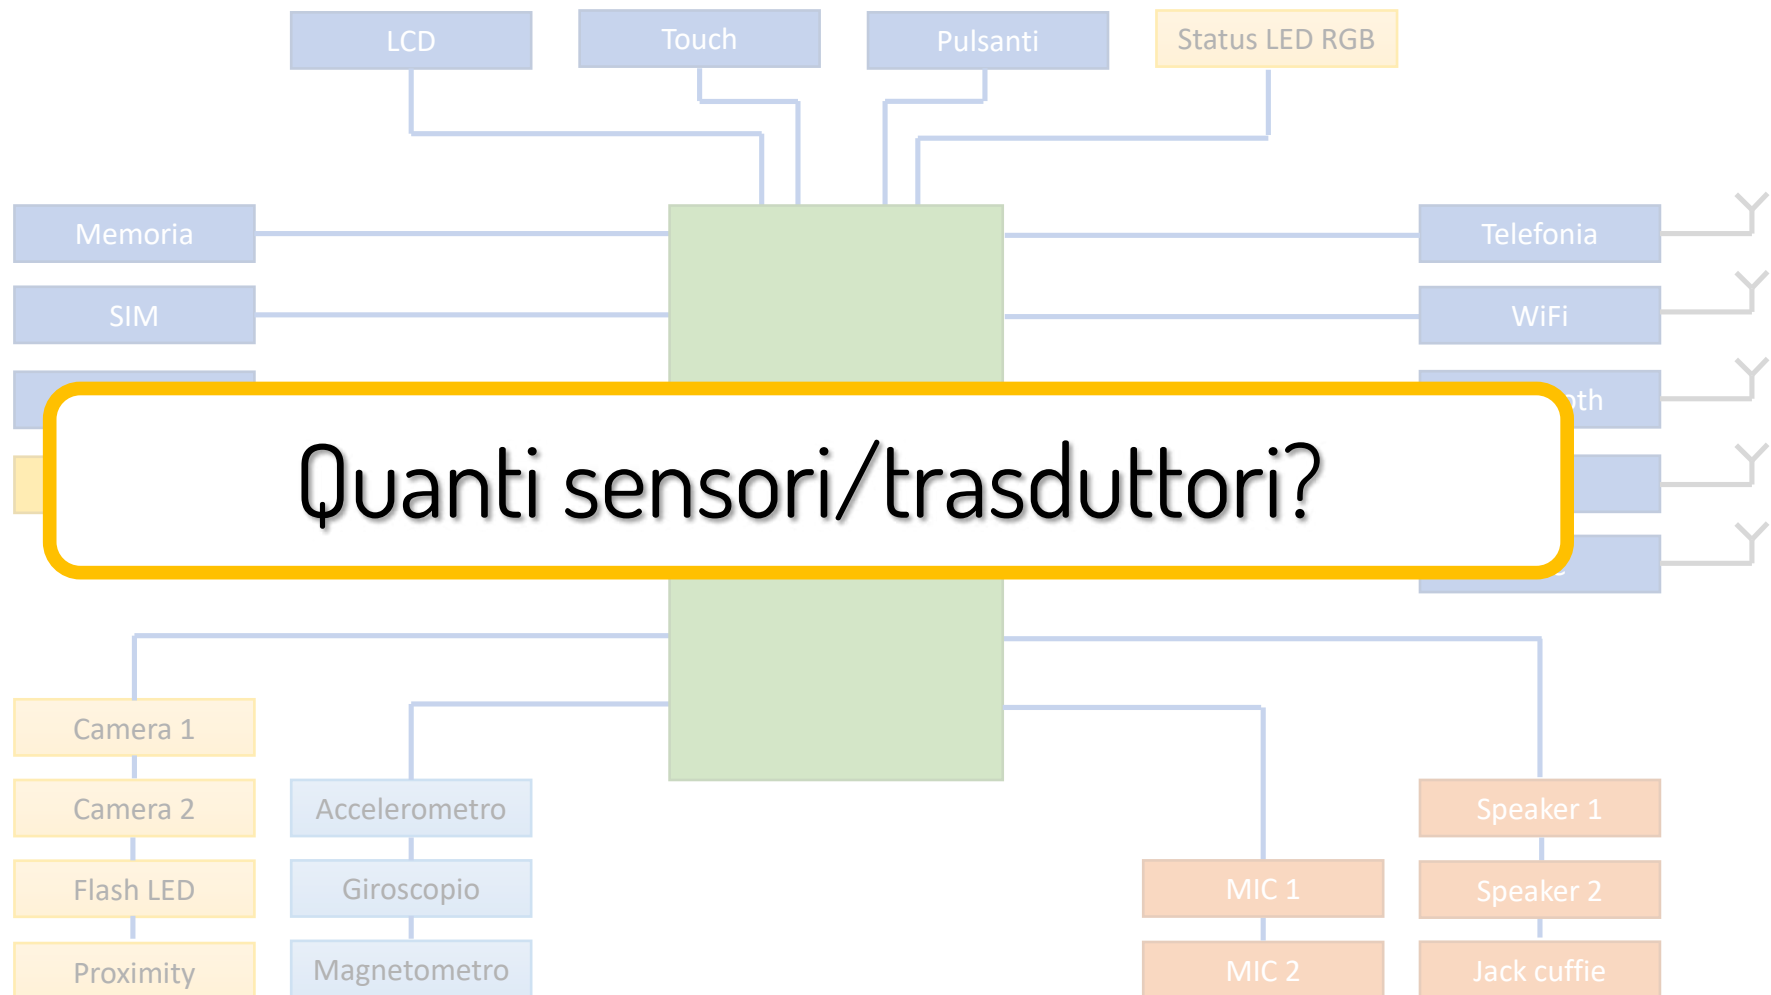 LCD
Touch
Pulsanti
Status LED RGB
Memoria
Telefonia
SIM
WiFi
Quanti sensori/trasduttori?
Camera 1
Camera 2
Accelerometro
Speaker 1
Flash LED
Giroscopio
MIC 1
Speaker 2
Proximity
Magnetometro
MIC 2
Jack cuffie